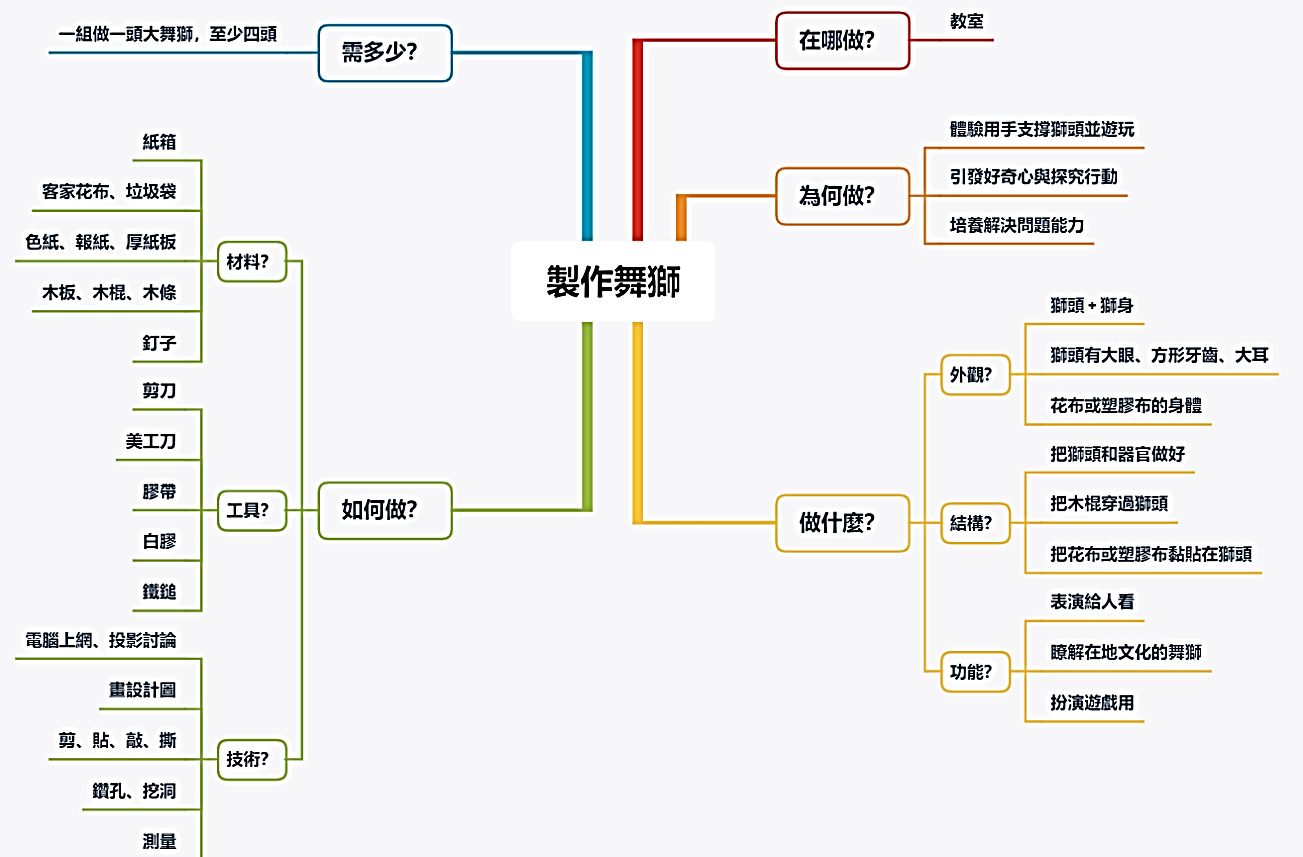 製作舞獅
需多少?
一組做一頭大舞獅，至少四頭
在哪做?
教室
為何做?
體驗用手支撐獅頭並遊玩
引發好奇心與探究行動
培養解決問題能力
做什麼?
外觀?
獅頭 + 獅身
獅頭有大眼、方形牙齒、大耳
花布或塑膠布的身體
結構?
把獅頭和器官做好
把木棍穿過獅頭
把花布或塑膠布黏貼在獅頭
功能?
表演給人看
瞭解在地文化的舞獅
扮演遊戲用
如何做?
材料?
紙箱
客家花布、垃圾袋
色紙、報紙、厚紙板
木板、木棍、木條
釘子
工具?
剪刀
美工刀
膠帶
白膠
鐵鎚
技術?
電腦上網、投影討論
畫設計圖
剪、貼、敲、撕
鑽孔、挖洞
測量